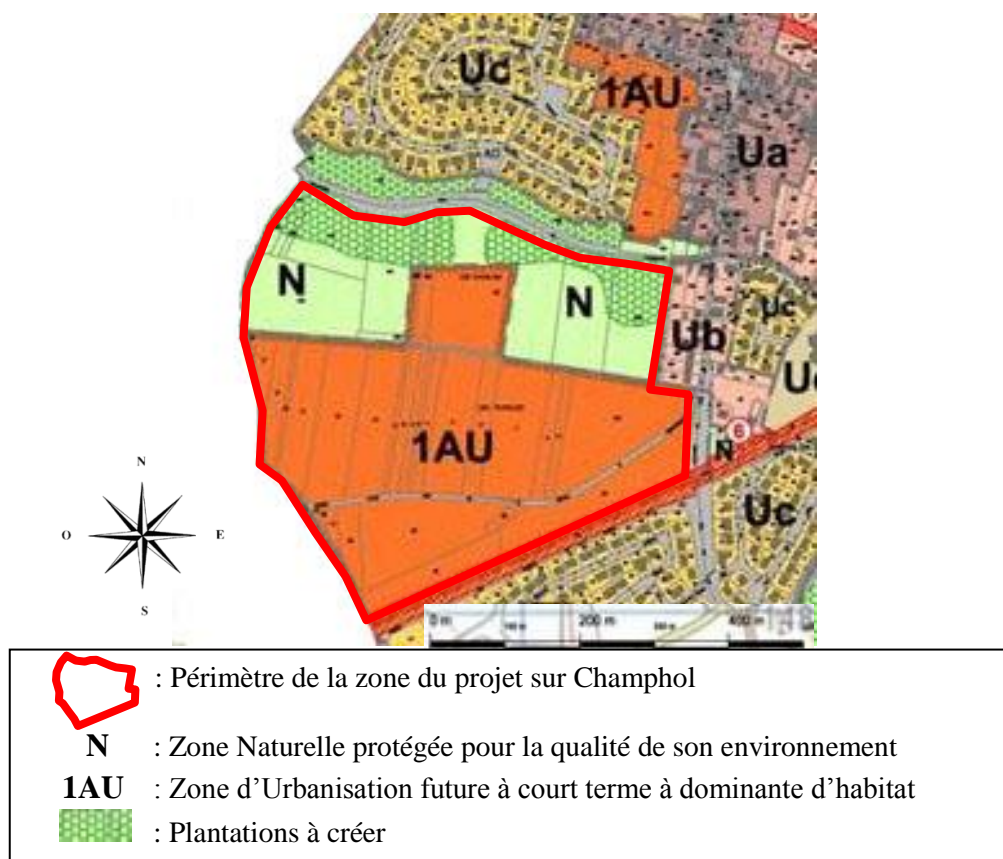 Uc
1AU
Ua
N
N
Ub
Uc
1AU
6
N
Uc
N
O
E
S
0 m
200 m
400 m
: Périmètre de la zone du projet sur Champhol
N : Zone Naturelle protégée pour la qualité de son environnement
1AU : Zone d’Urbanisation future à court terme à dominante d’habitat
: Plantations à créer